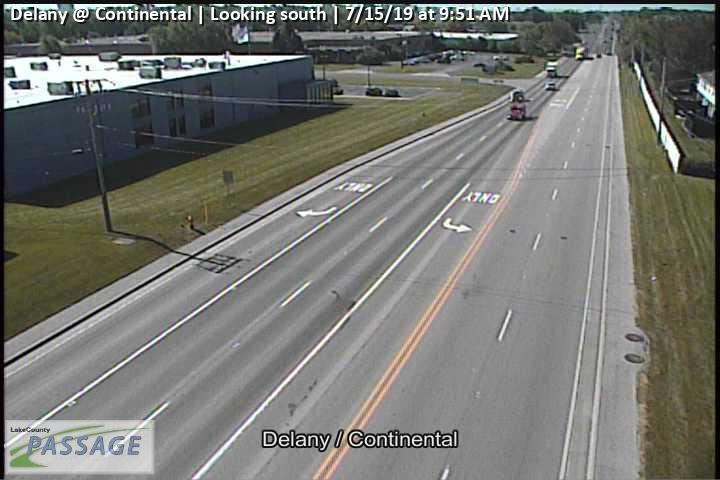 Delany @ Continental | Looking south | 7/15/19 at 9:51 AM
ONLY
ONLY
Delany / Continental
LakeCounty
PASSAGE